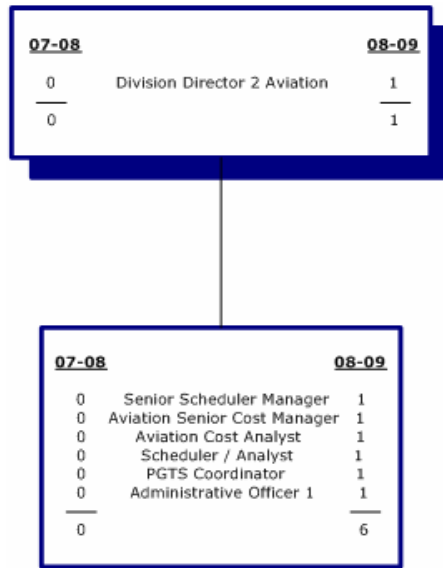 07-08 08-09
0 Division Director 2 Aviation 1
0 1
07-08 08-09
0 Senior Scheduler Manager 1
0 Aviation Senior Cost Manager 1
0 Aviation Cost Analyst 1
0 Scheduler / Analyst 1
0 PGTS Coordinator 1
0 Administrative Officer 1 1
0 6